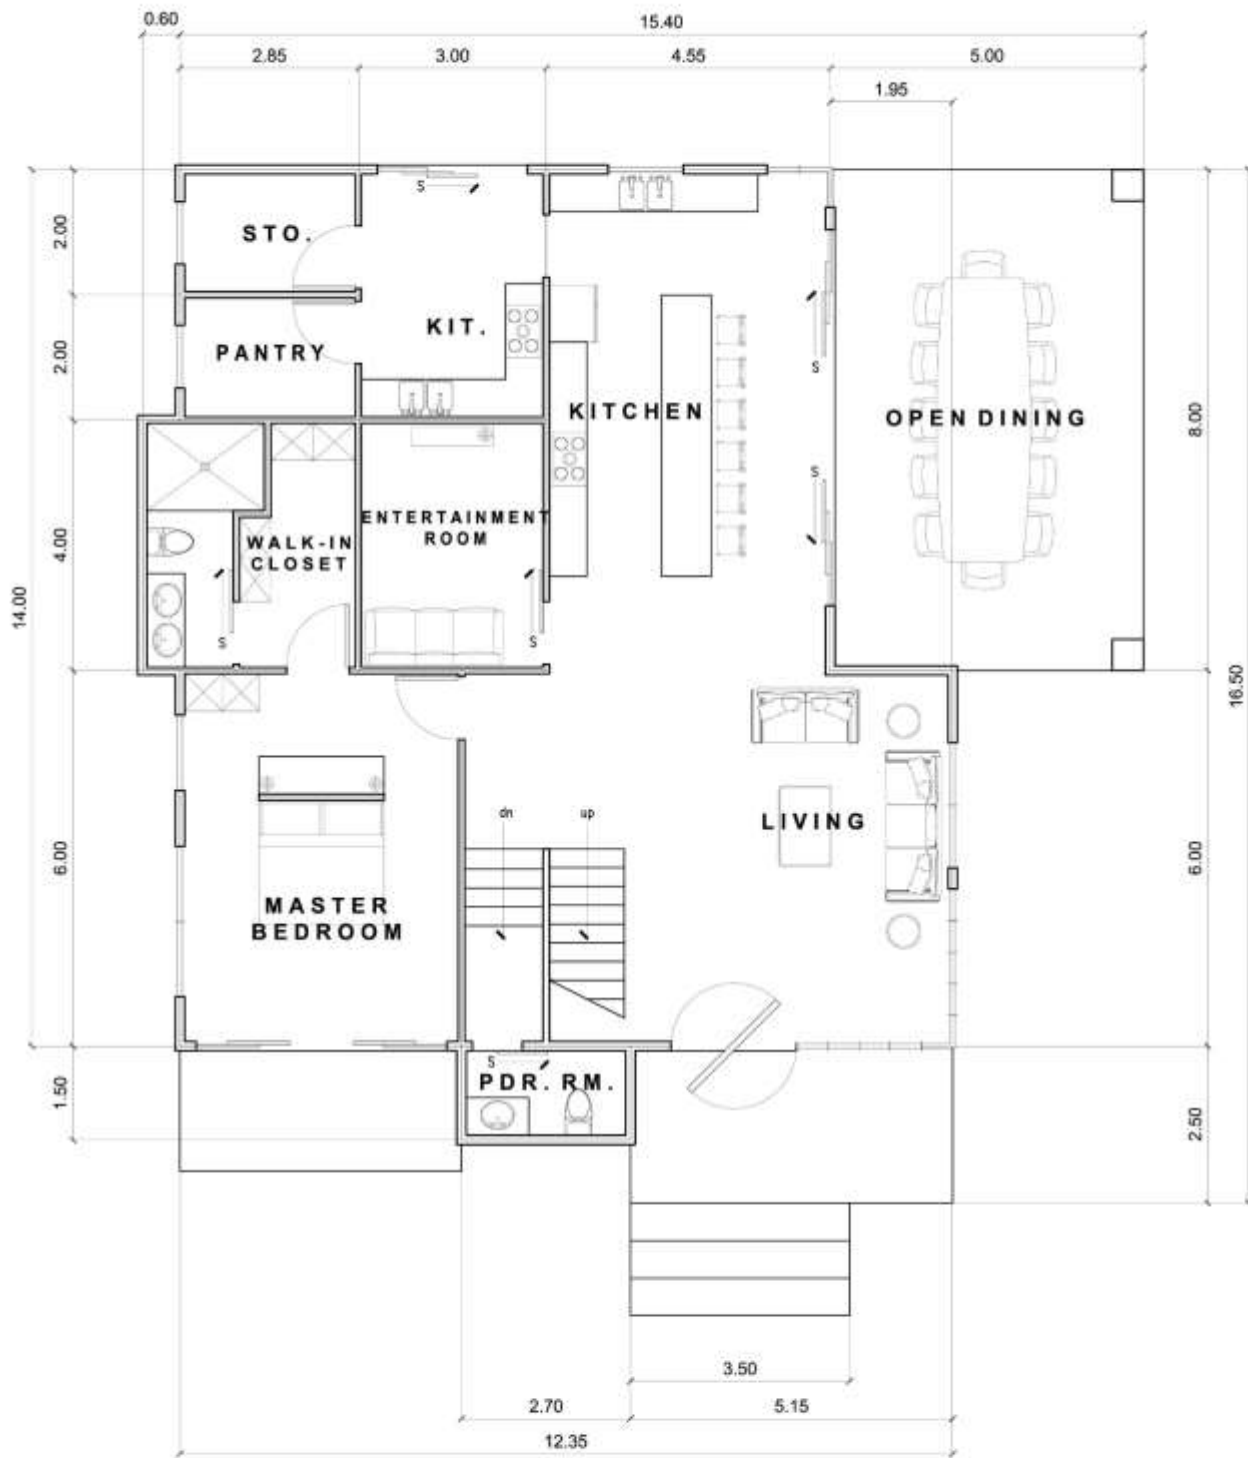 0.60
15.40
2.85
3.00
4.55
5.00
1.95
S
STO.
2.00
KIT.
PANTRY
2.00
S
KITCHEN
OPEN DINING
8.00
S
ENTERTAINMENT
ROOM
WALK-IN
CLOSET
4.00
14.00
S
S
16.50
dn
up
LIVING
6.00
6.00
MASTER
BEDROOM
S
PDR. RM.
1.50
2.50
3.50
2.70
5.15
12.35